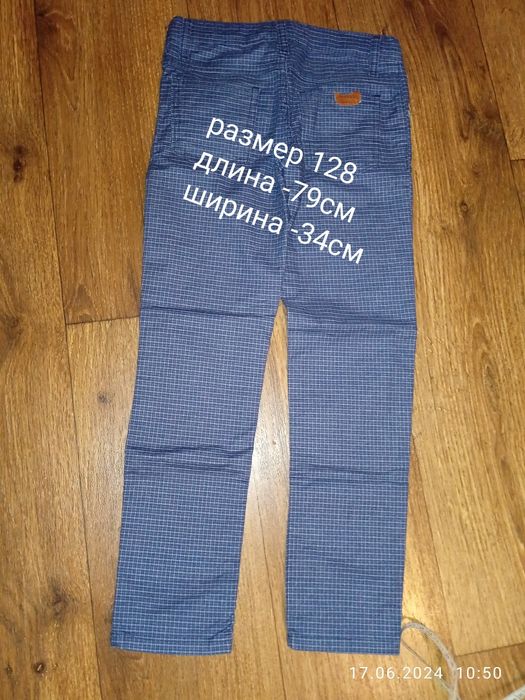 размер 128
длина -79см
ширина -34см
17.06.2024 10:50